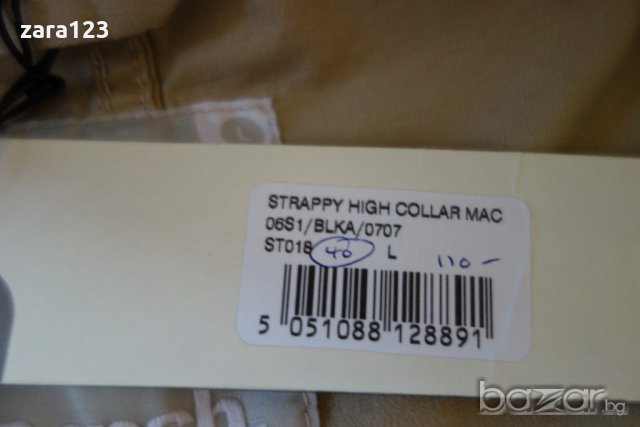 zara123
STRAPPY HIGH COLLAR MAC
06S1/BLKA/0707
ST018 40 L 110-
5 051088 128891
bazar.bg